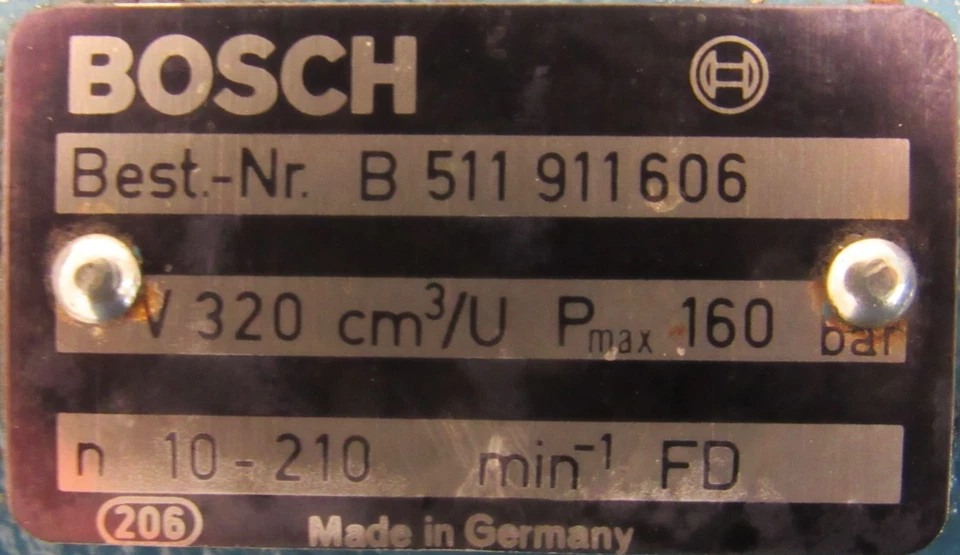 BOSCH
Best.-Nr. B 511 911 606
V 320 cm³/U Pmax 160 bar
n 10-210 min⁻¹ FD
206
Made in Germany